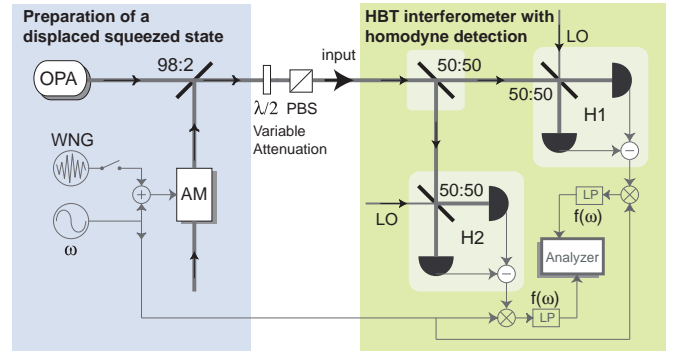 Preparation of a
displaced squeezed state
HBT interferometer with
homodyne detection
OPA
98:2
input
λ/2 PBS
Variable
Attenuation
WNG
+
AM
ω
50:50
LO
50:50
H1
−
LP
f(ω)
50:50
LO
H2
−
Analyzer
f(ω)
LP